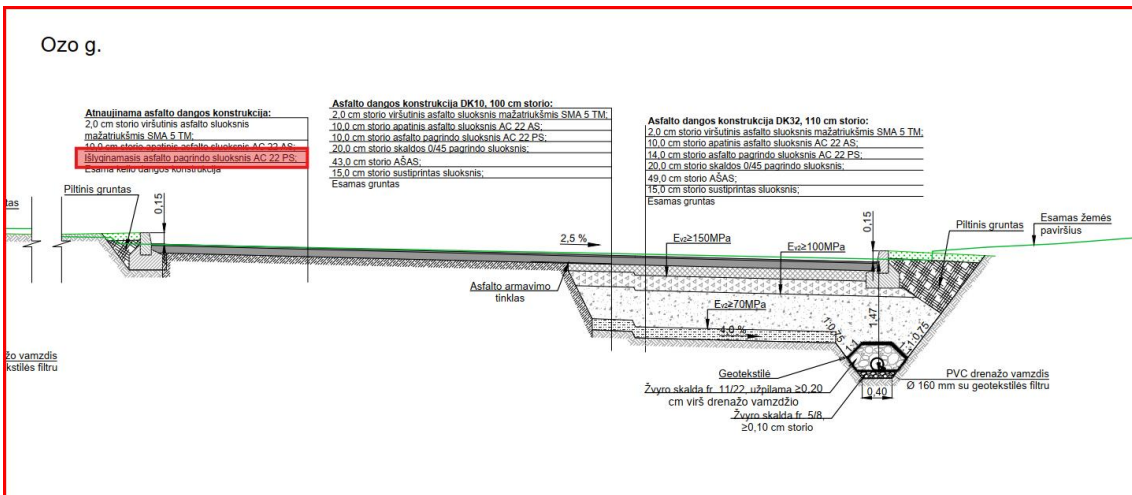 Ozo g.
Atnaujinama asfalto dangos konstrukcija:
2,0 cm storio viršutinis asfalto sluoksnis
mažatriukšmis SMA 5 TM;
10,0 cm storio apatinis asfalto sluoksnis AC 22 AS;
Išlyginamasis asfalto pagrindo sluoksnis AC 22 PS;
Esama kelio dangos konstrukcija
Asfalto dangos konstrukcija DK10, 100 cm storio:
2,0 cm storio viršutinis asfalto sluoksnis mažatriukšmis SMA 5 TM;
10,0 cm storio apatinis asfalto sluoksnis AC 22 AS;
10,0 cm storio asfalto pagrindo sluoksnis AC 22 PS;
20,0 cm storio skaldos 0/45 pagrindo sluoksnis;
43,0 cm storio AŠAS;
15,0 cm storio sustiprintas sluoksnis;
Esamas gruntas
Asfalto dangos konstrukcija DK32, 110 cm storio:
2,0 cm storio viršutinis asfalto sluoksnis mažatriukšmis SMA 5 TM;
10,0 cm storio apatinis asfalto sluoksnis AC 22 AS;
14,0 cm storio asfalto pagrindo sluoksnis AC 22 PS;
20,0 cm storio skaldos 0/45 pagrindo sluoksnis;
49,0 cm storio AŠAS;
15,0 cm storio sustiprintas sluoksnis;
Esamas gruntas
tas
Piltinis gruntas
0,15
2,5 %
Ev2≥150MPa
Ev2≥100MPa
0,15
Piltinis gruntas
Esamas žemės
paviršius
Asfalto armavimo
tinklas
Ev2≥70MPa
4,0 %
1:0,75
1:1
1,47
1:1
1:0,75
žo vamzdis
kstilės filtru
Geotekstilė
Žvyro skalda fr. 11/22, užpilama ≥0,20
cm virš drenažo vamzdžio
Žvyro skalda fr. 5/8,
≥0,10 cm storio
0,40
PVC drenažo vamzdis
Ø 160 mm su geotekstilės filtru